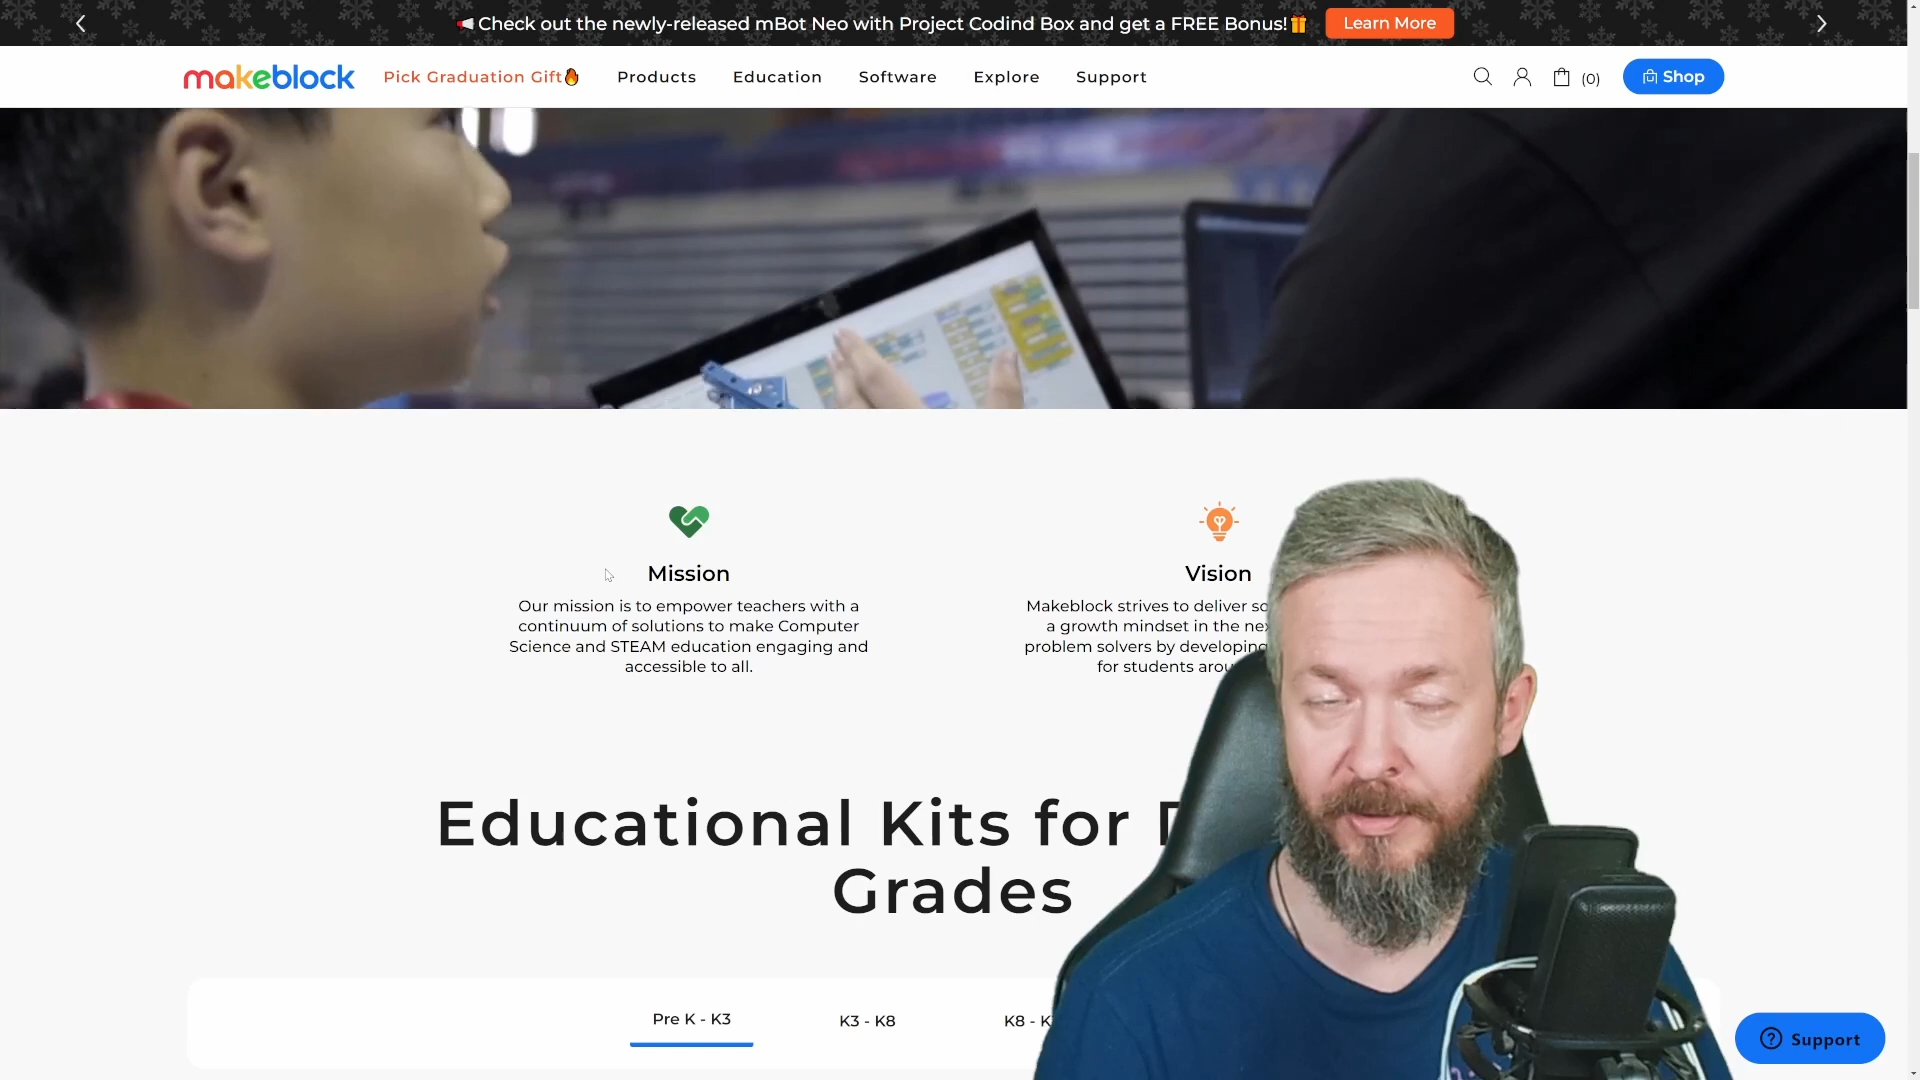 Check out the newly-released mBot Neo with Project Codind Box and get a FREE Bonus!
Learn More
makeblock
Pick Graduation Gift
Products
Education
Software
Explore
Support
(0)
Shop
Mission
Our mission is to empower teachers with a
continuum of solutions to make Computer
Science and STEAM education engaging and
accessible to all.
Vision
Makeblock strives to deliver
a growth mindset in the
problem solvers by developing
for students
Educational Kits for
Grades
Pre K - K3
K3 - K8
K8 -
Support